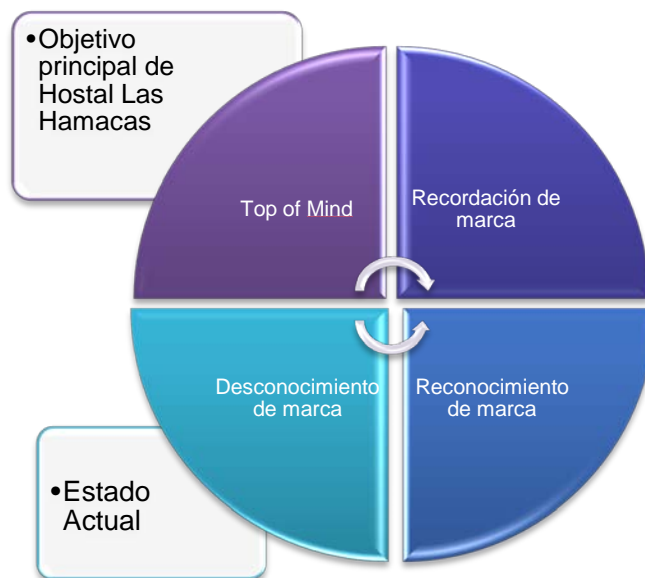 •Objetivo
principal de
Hostal Las
Hamacas
Top of Mind
Recordación de
marca
Desconocimiento
de marca
Reconocimiento
de marca
•Estado
Actual